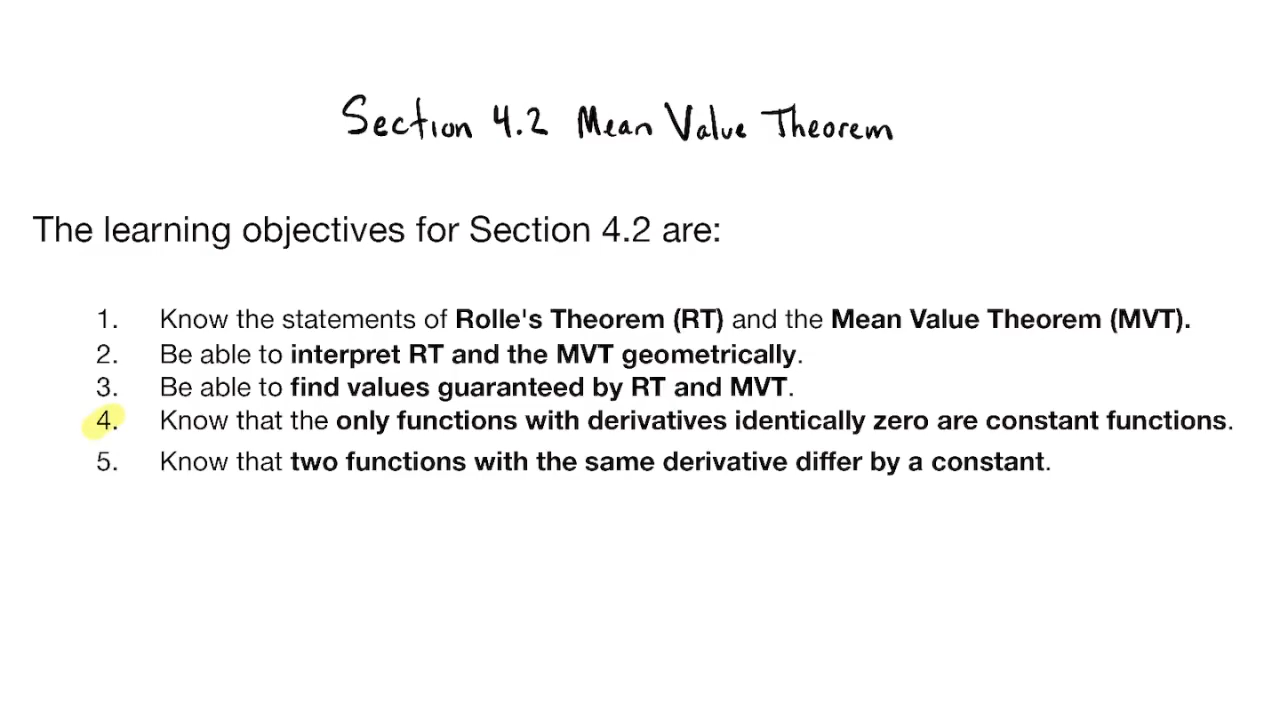 Section 4.2 Mean Value Theorem
The learning objectives for Section 4.2 are:
1. Know the statements of Rolle's Theorem (RT) and the Mean Value Theorem (MVT).
2. Be able to interpret RT and the MVT geometrically.
3. Be able to find values guaranteed by RT and MVT.
4. Know that the only functions with derivatives identically zero are constant functions.
5. Know that two functions with the same derivative differ by a constant.